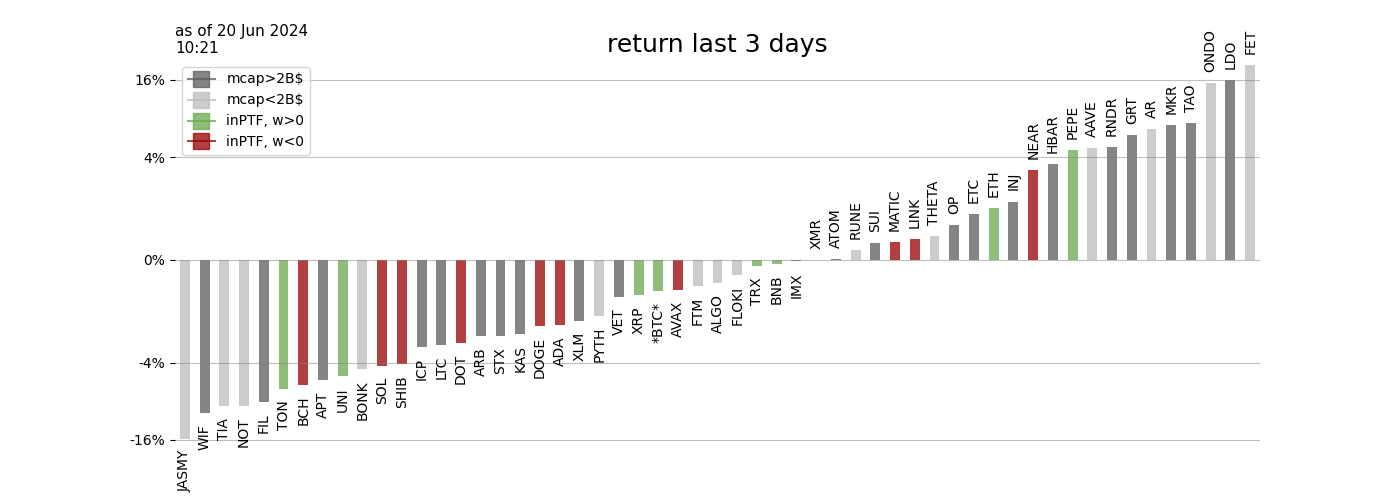 as of 20 Jun 2024
10:21
return last 3 days
mcap>2B$
mcap<2B$
inPTF, w>0
inPTF, w<0
16%
4%
0%
-4%
-16%
JASMY
WIF
TIA
NOT
FIL
TON
BCH
APT
UNI
BONK
SOL
SHIB
ICP
LTC
DOT
ARB
STX
KAS
DOGE
ADA
XLM
PYTH
VET
XRP
*BTC*
AVAX
FTM
ALGO
FLOKI
TRX
BNB
IMX
XMR
ATOM
RUNE
SUI
MATIC
LINK
THETA
OP
ETC
ETH
INJ
NEAR
HBAR
PEPE
AAVE
RNDR
GRT
AR
MKR
TAO
ONDO
LDO
FET